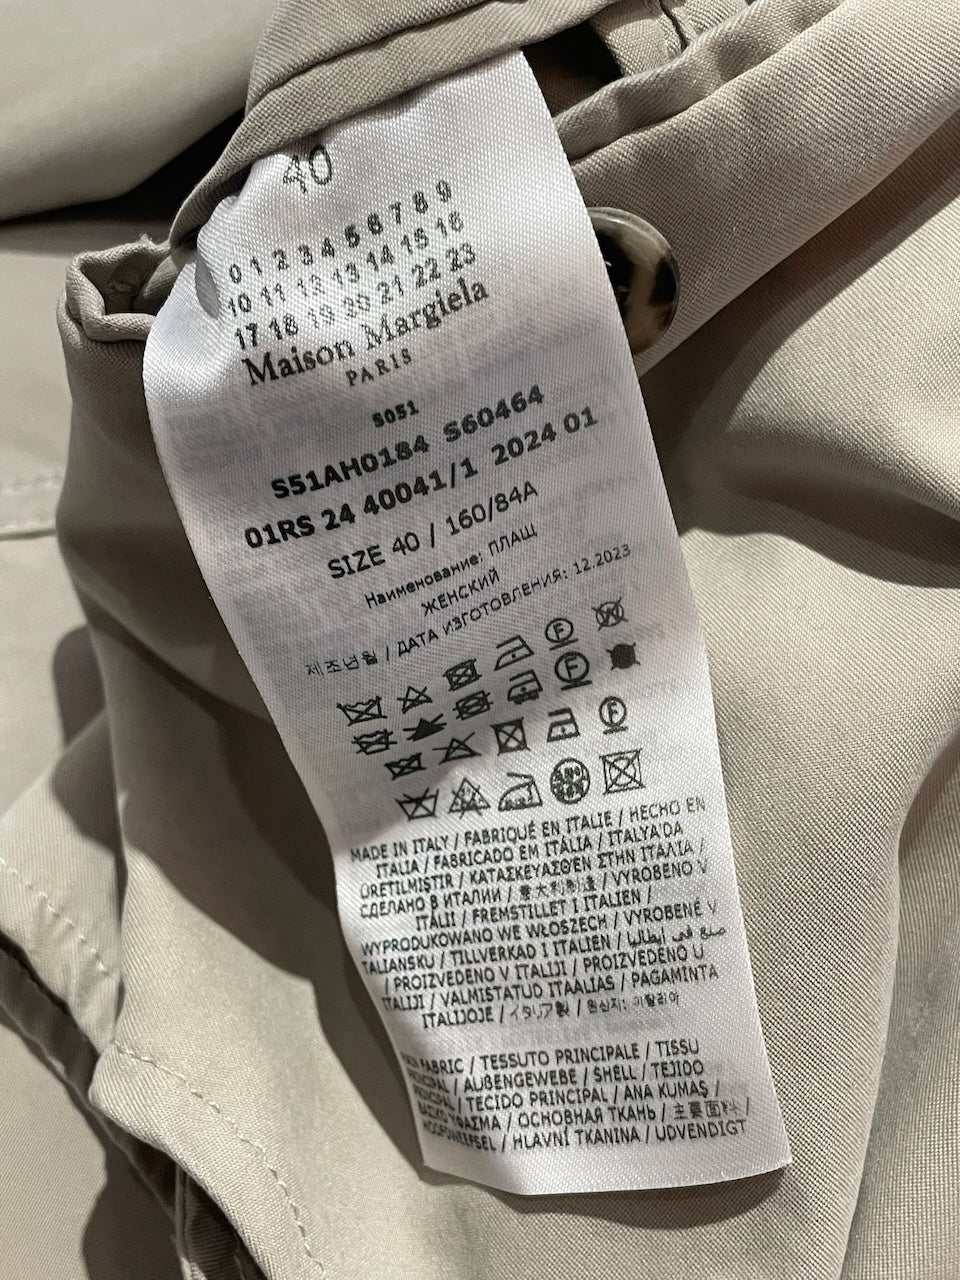 40
0 1 2 3 4 5 6 7 8 9
10 11 12 13 14 15 16
17 18 19 20 21 22 23
Maison Margiela
PARIS
S051
S51AH0184 S60464
01RS 24 40041/1 2024 01
SIZE 40 / 160/84A
Наименование: ПЛАЩ
ЖЕНСКИЙ
제조년월 / ДАТА ИЗГОТОВЛЕНИЯ: 12.2023
MADE IN ITALY / FABRIQUÉ EN ITALIE / HECHO EN
ITALIA / FABRICADO EM ITÁLIA / ITALYA'DA
ÜRETILMIŞTIR / ΚΑΤΑΣΚΕΥΑΣΘΕΝ ΣΤΗΝ ΙΤΑΛΙΑ /
СДЕЛАНО В ИТАЛИИ / 意大利制造 / VYROBENO V
ITÁLII / FREMSTILLET I ITALIEN /
WYPRODUKOWANO WE WŁOSZECH / VYROBENÉ V
TALIANSKU / TILLVERKAD I ITALIEN / صنع في ايطاليا
/ PROIZVEDENO V ITALIJI / PROIZVEDENO U
ITALIJI / VALMISTATUD ITAALIAS / PAGAMINTA
ITALIJOJE / イタリア製 / 원산지: 이탈리아
FABRIC / TESSUTO PRINCIPALE / TISSU
/ AUßENGEWEBE / SHELL / TEJIDO
/ TECIDO PRINCIPAL / ANA KUMAŞ /
ΥΦΑΣΜΑ / ОСНОВНАЯ ТКАНЬ / 主要面料 /
/ HLAVNÍ TKANINA / UDVENDIGT